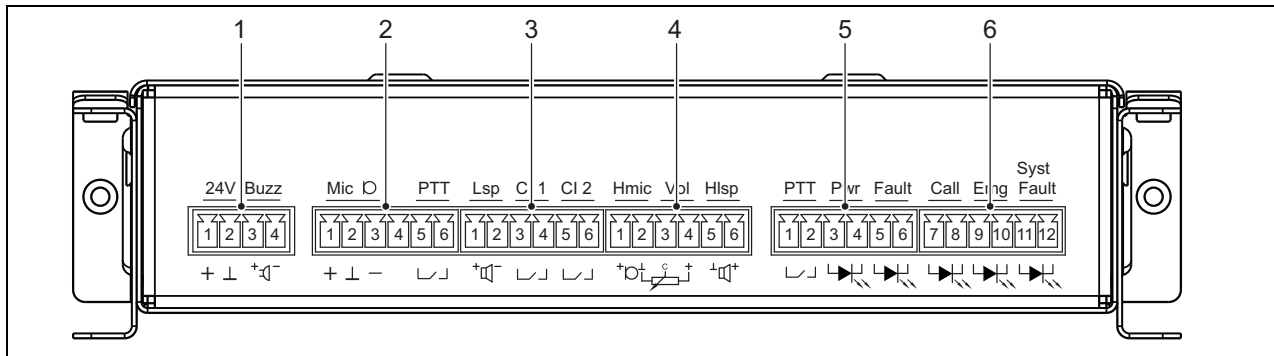 1 2 3 4 5 6
Syst
24V Buzz Mic PTT Lsp CI 1 CI 2 Hmic Vol Hlsp PTT Pwr Fault Call Emg Fault
1 2 3 4 1 2 3 4 5 6 1 2 3 4 5 6 1 2 3 4 5 6 1 2 3 4 5 6 7 8 9 10 11 12
+ ⊥ + - + ⊥ − + - + ⊥ c + ⊥ +